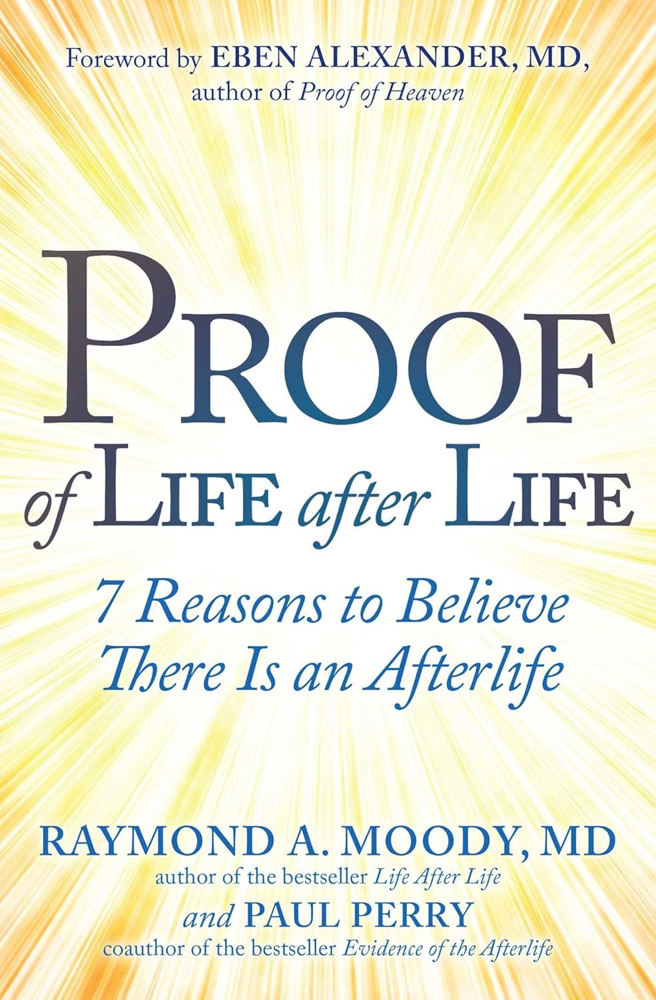 Foreword by EBEN ALEXANDER, MD,
author of Proof of Heaven
PROOF
of LIFE after LIFE
7 Reasons to Believe
There Is an Afterlife
RAYMOND A. MOODY, MD
author of the bestseller Life After Life
and PAUL PERRY
coauthor of the bestseller Evidence of the Afterlife